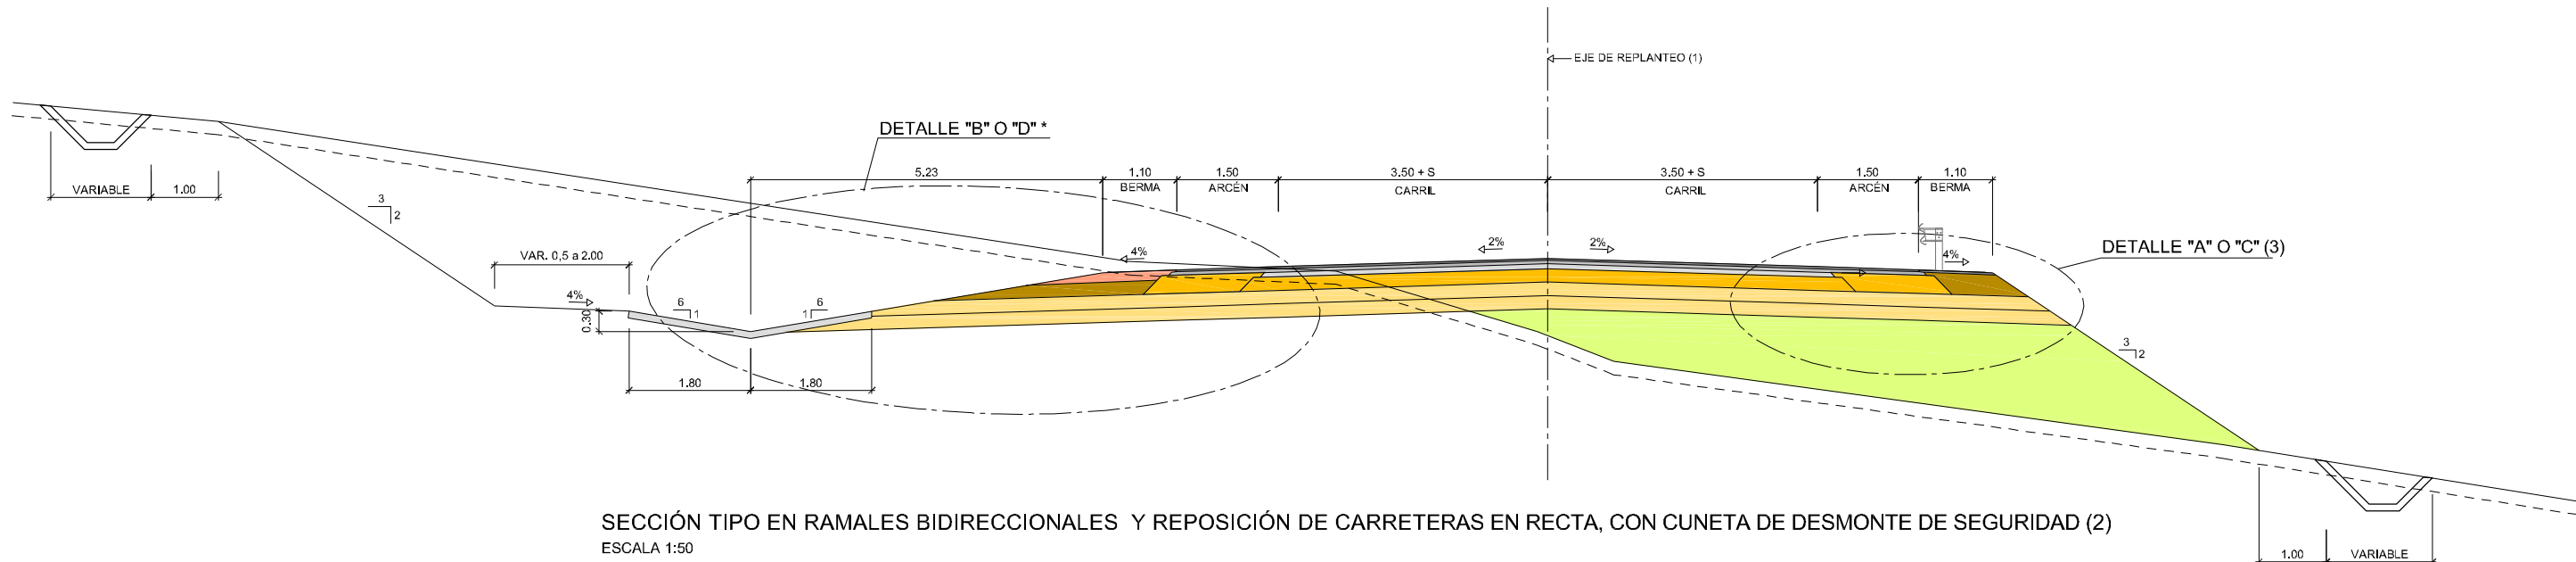 EJE DE REPLANTEO (1)
DETALLE "B" O "D" *
5.23
1.10
BERMA
1.50
ARCÉN
3.50 + S
CARRIL
3.50 + S
CARRIL
1.50
ARCÉN
1.10
BERMA
VARIABLE
1.00
3
2
VAR. 0,5 a 2.00
4%
2%
2%
4%
DETALLE "A" O "C" (3)
4%
0.30
6
1
6
1
3
2
1.80
1.80
SECCIÓN TIPO EN RAMALES BIDIRECCIONALES Y REPOSICIÓN DE CARRETERAS EN RECTA, CON CUNETA DE DESMONTE DE SEGURIDAD (2)
ESCALA 1:50
1.00
VARIABLE